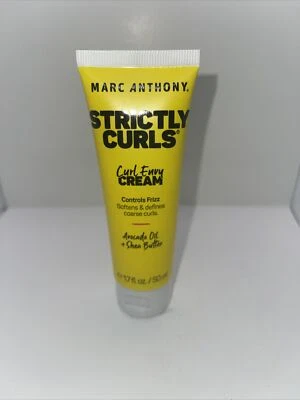 MARC ANTHONY.
STRICTLY
CURLS®
Curl Envy
CREAM
Controls Frizz
Softens & defines
coarse curls.
Avocado Oil
+ Shea Butter
1.7 fl. oz. / 50 ml